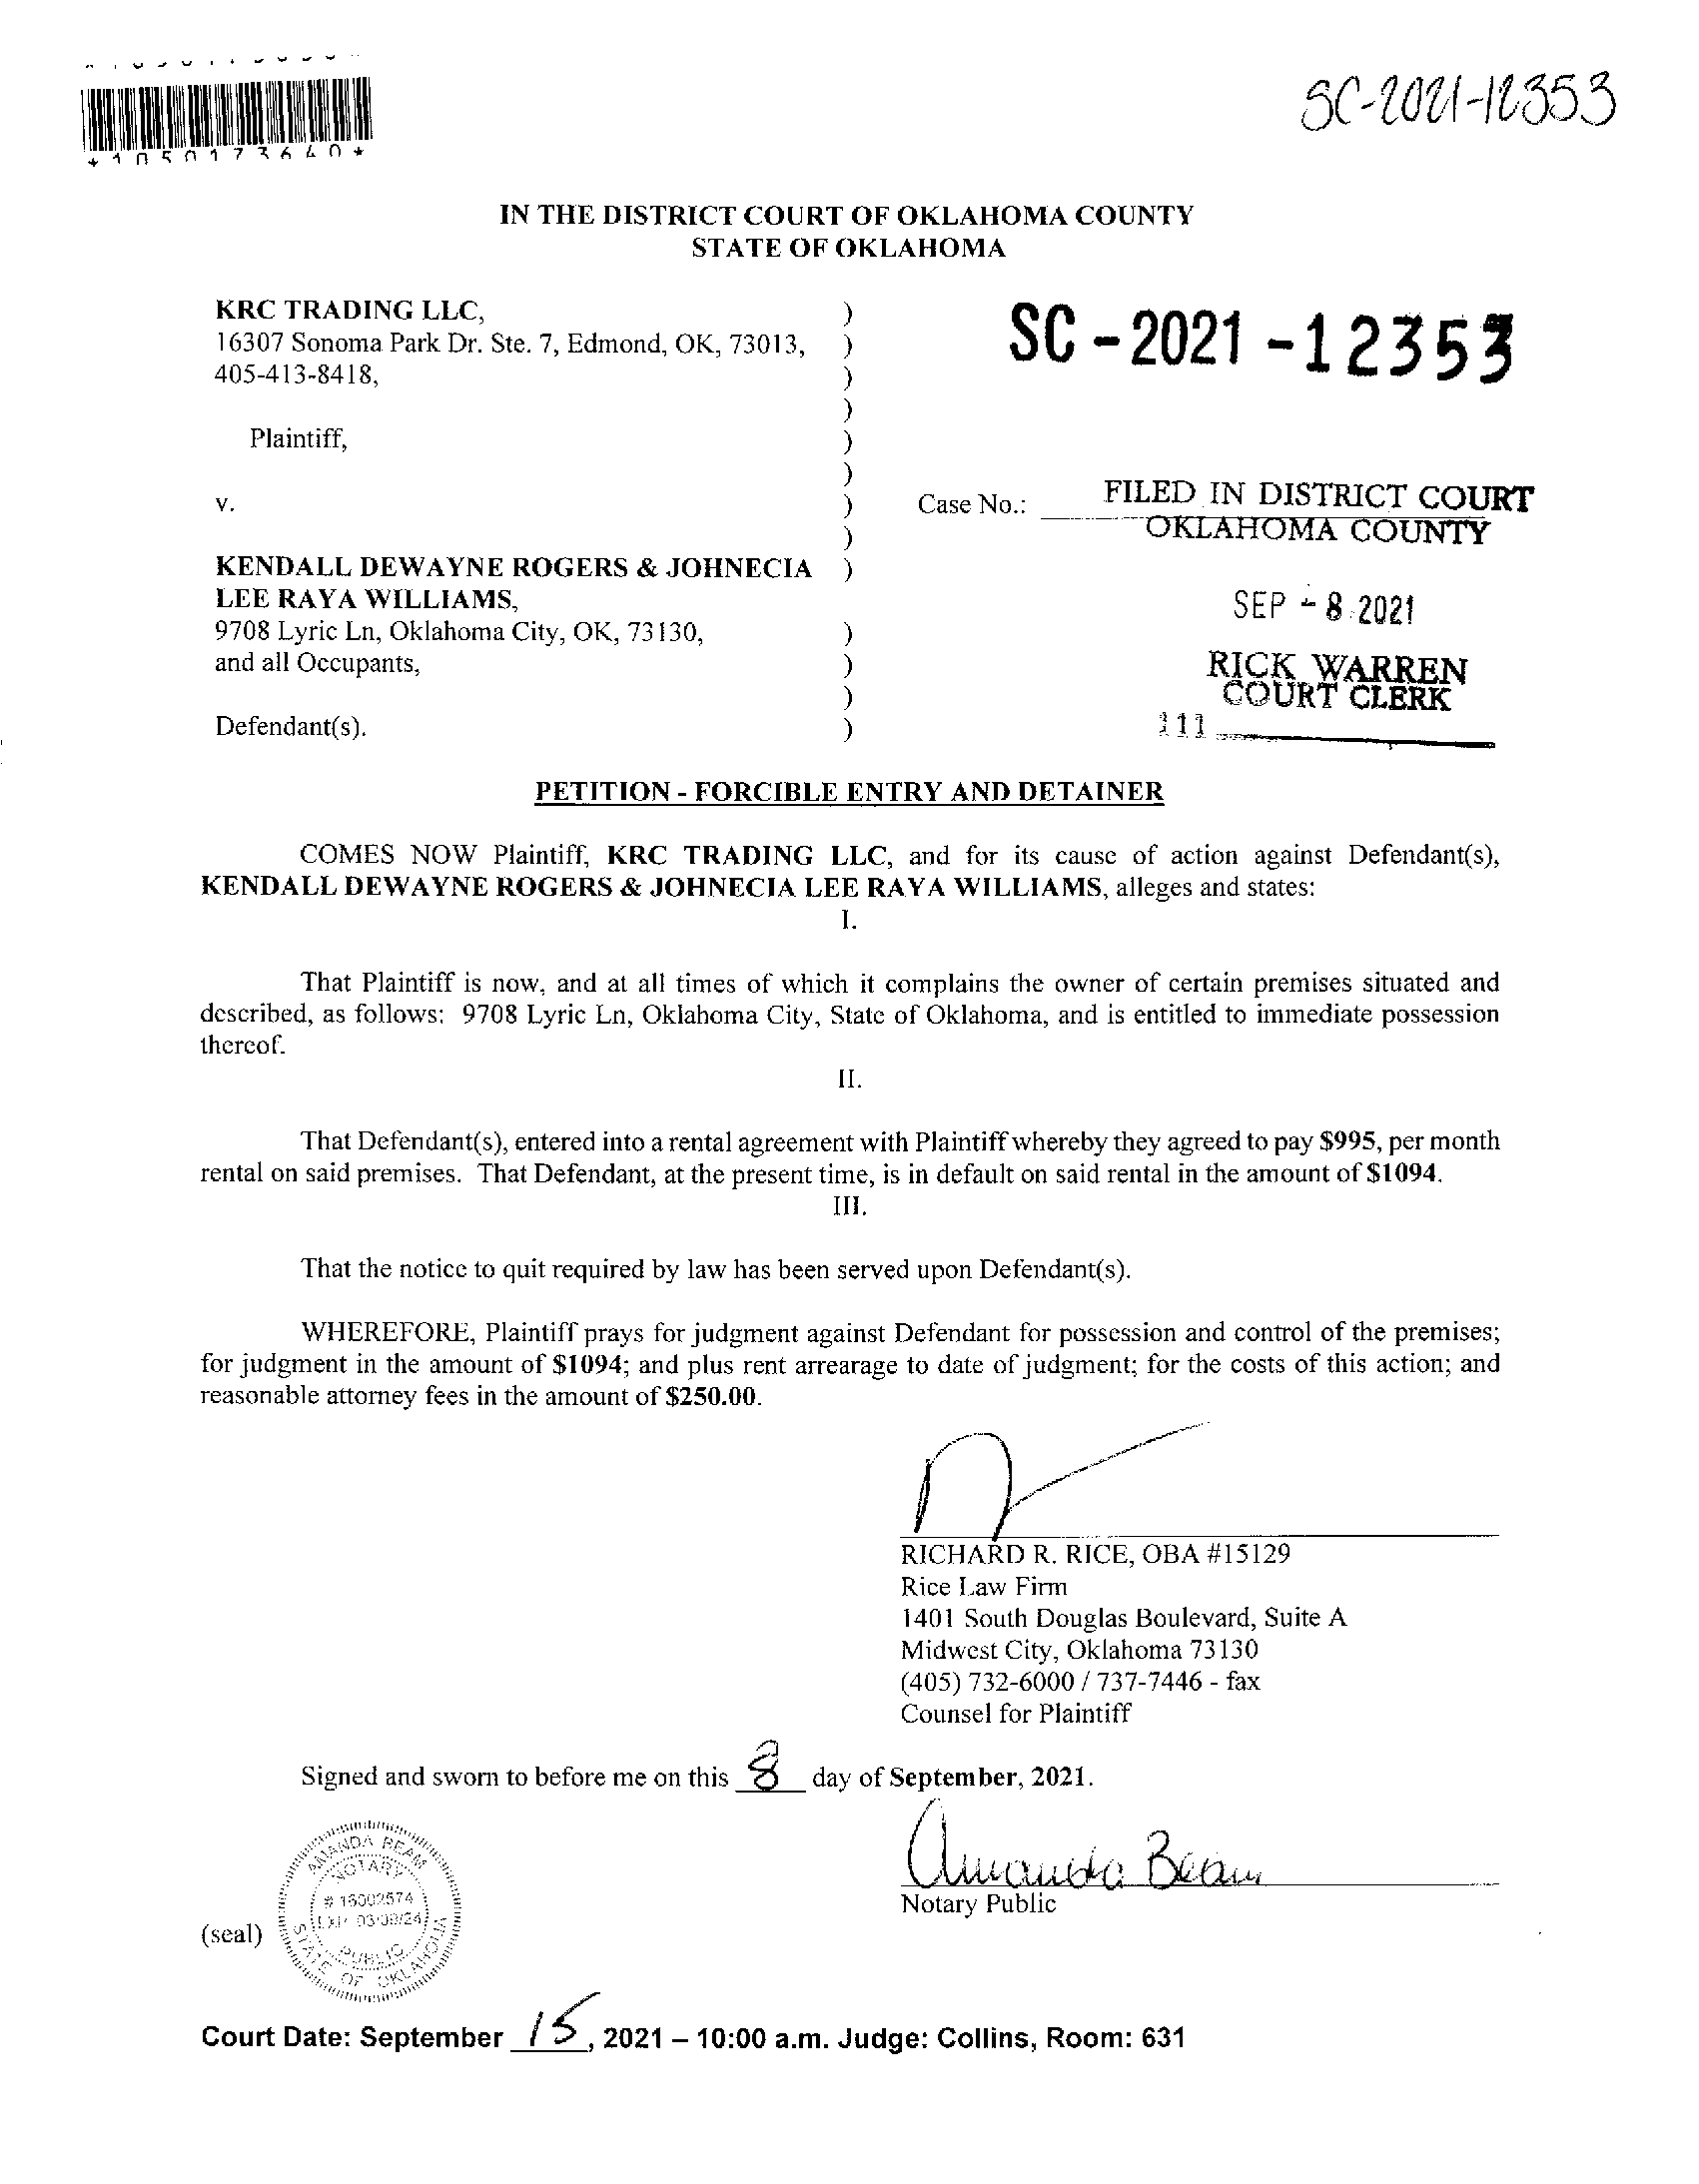 SC-2021-12353
*1050173640*
IN THE DISTRICT COURT OF OKLAHOMA COUNTY
STATE OF OKLAHOMA
KRC TRADING LLC, )
16307 Sonoma Park Dr. Ste. 7, Edmond, OK, 73013, )
405-413-8418, )
)
Plaintiff, )
)
v. )
)
KENDALL DEWAYNE ROGERS & JOHNECIA )
LEE RAYA WILLIAMS,
9708 Lyric Ln, Oklahoma City, OK, 73130, )
and all Occupants, )
)
Defendant(s). )
SC-2021-12353
Case No.:
FILED IN DISTRICT COURT
OKLAHOMA COUNTY
SEP - 8 2021
RICK WARREN
COURT CLERK
111
PETITION - FORCIBLE ENTRY AND DETAINER
COMES NOW Plaintiff, KRC TRADING LLC, and for its cause of action against Defendant(s),
KENDALL DEWAYNE ROGERS & JOHNECIA LEE RAYA WILLIAMS, alleges and states:
I.
That Plaintiff is now, and at all times of which it complains the owner of certain premises situated and
described, as follows: 9708 Lyric Ln, Oklahoma City, State of Oklahoma, and is entitled to immediate possession
thereof.
II.
That Defendant(s), entered into a rental agreement with Plaintiff whereby they agreed to pay $995, per month
rental on said premises. That Defendant, at the present time, is in default on said rental in the amount of $1094.
III.
That the notice to quit required by law has been served upon Defendant(s).
WHEREFORE, Plaintiff prays for judgment against Defendant for possession and control of the premises;
for judgment in the amount of $1094; and plus rent arrearage to date of judgment; for the costs of this action; and
reasonable attorney fees in the amount of $250.00.
RICHARD R. RICE, OBA #15129
Rice Law Firm
1401 South Douglas Boulevard, Suite A
Midwest City, Oklahoma 73130
(405) 732-6000 / 737-7446 - fax
Counsel for Plaintiff
Signed and sworn to before me on this 8 day of September, 2021.
Amanda Beam
Notary Public
(seal)
AMANDA BEAM
NOTARY
# 16002574
EXP. 03/08/24
PUBLIC
STATE OF OKLAHOMA
Court Date: September 15, 2021 – 10:00 a.m. Judge: Collins, Room: 631